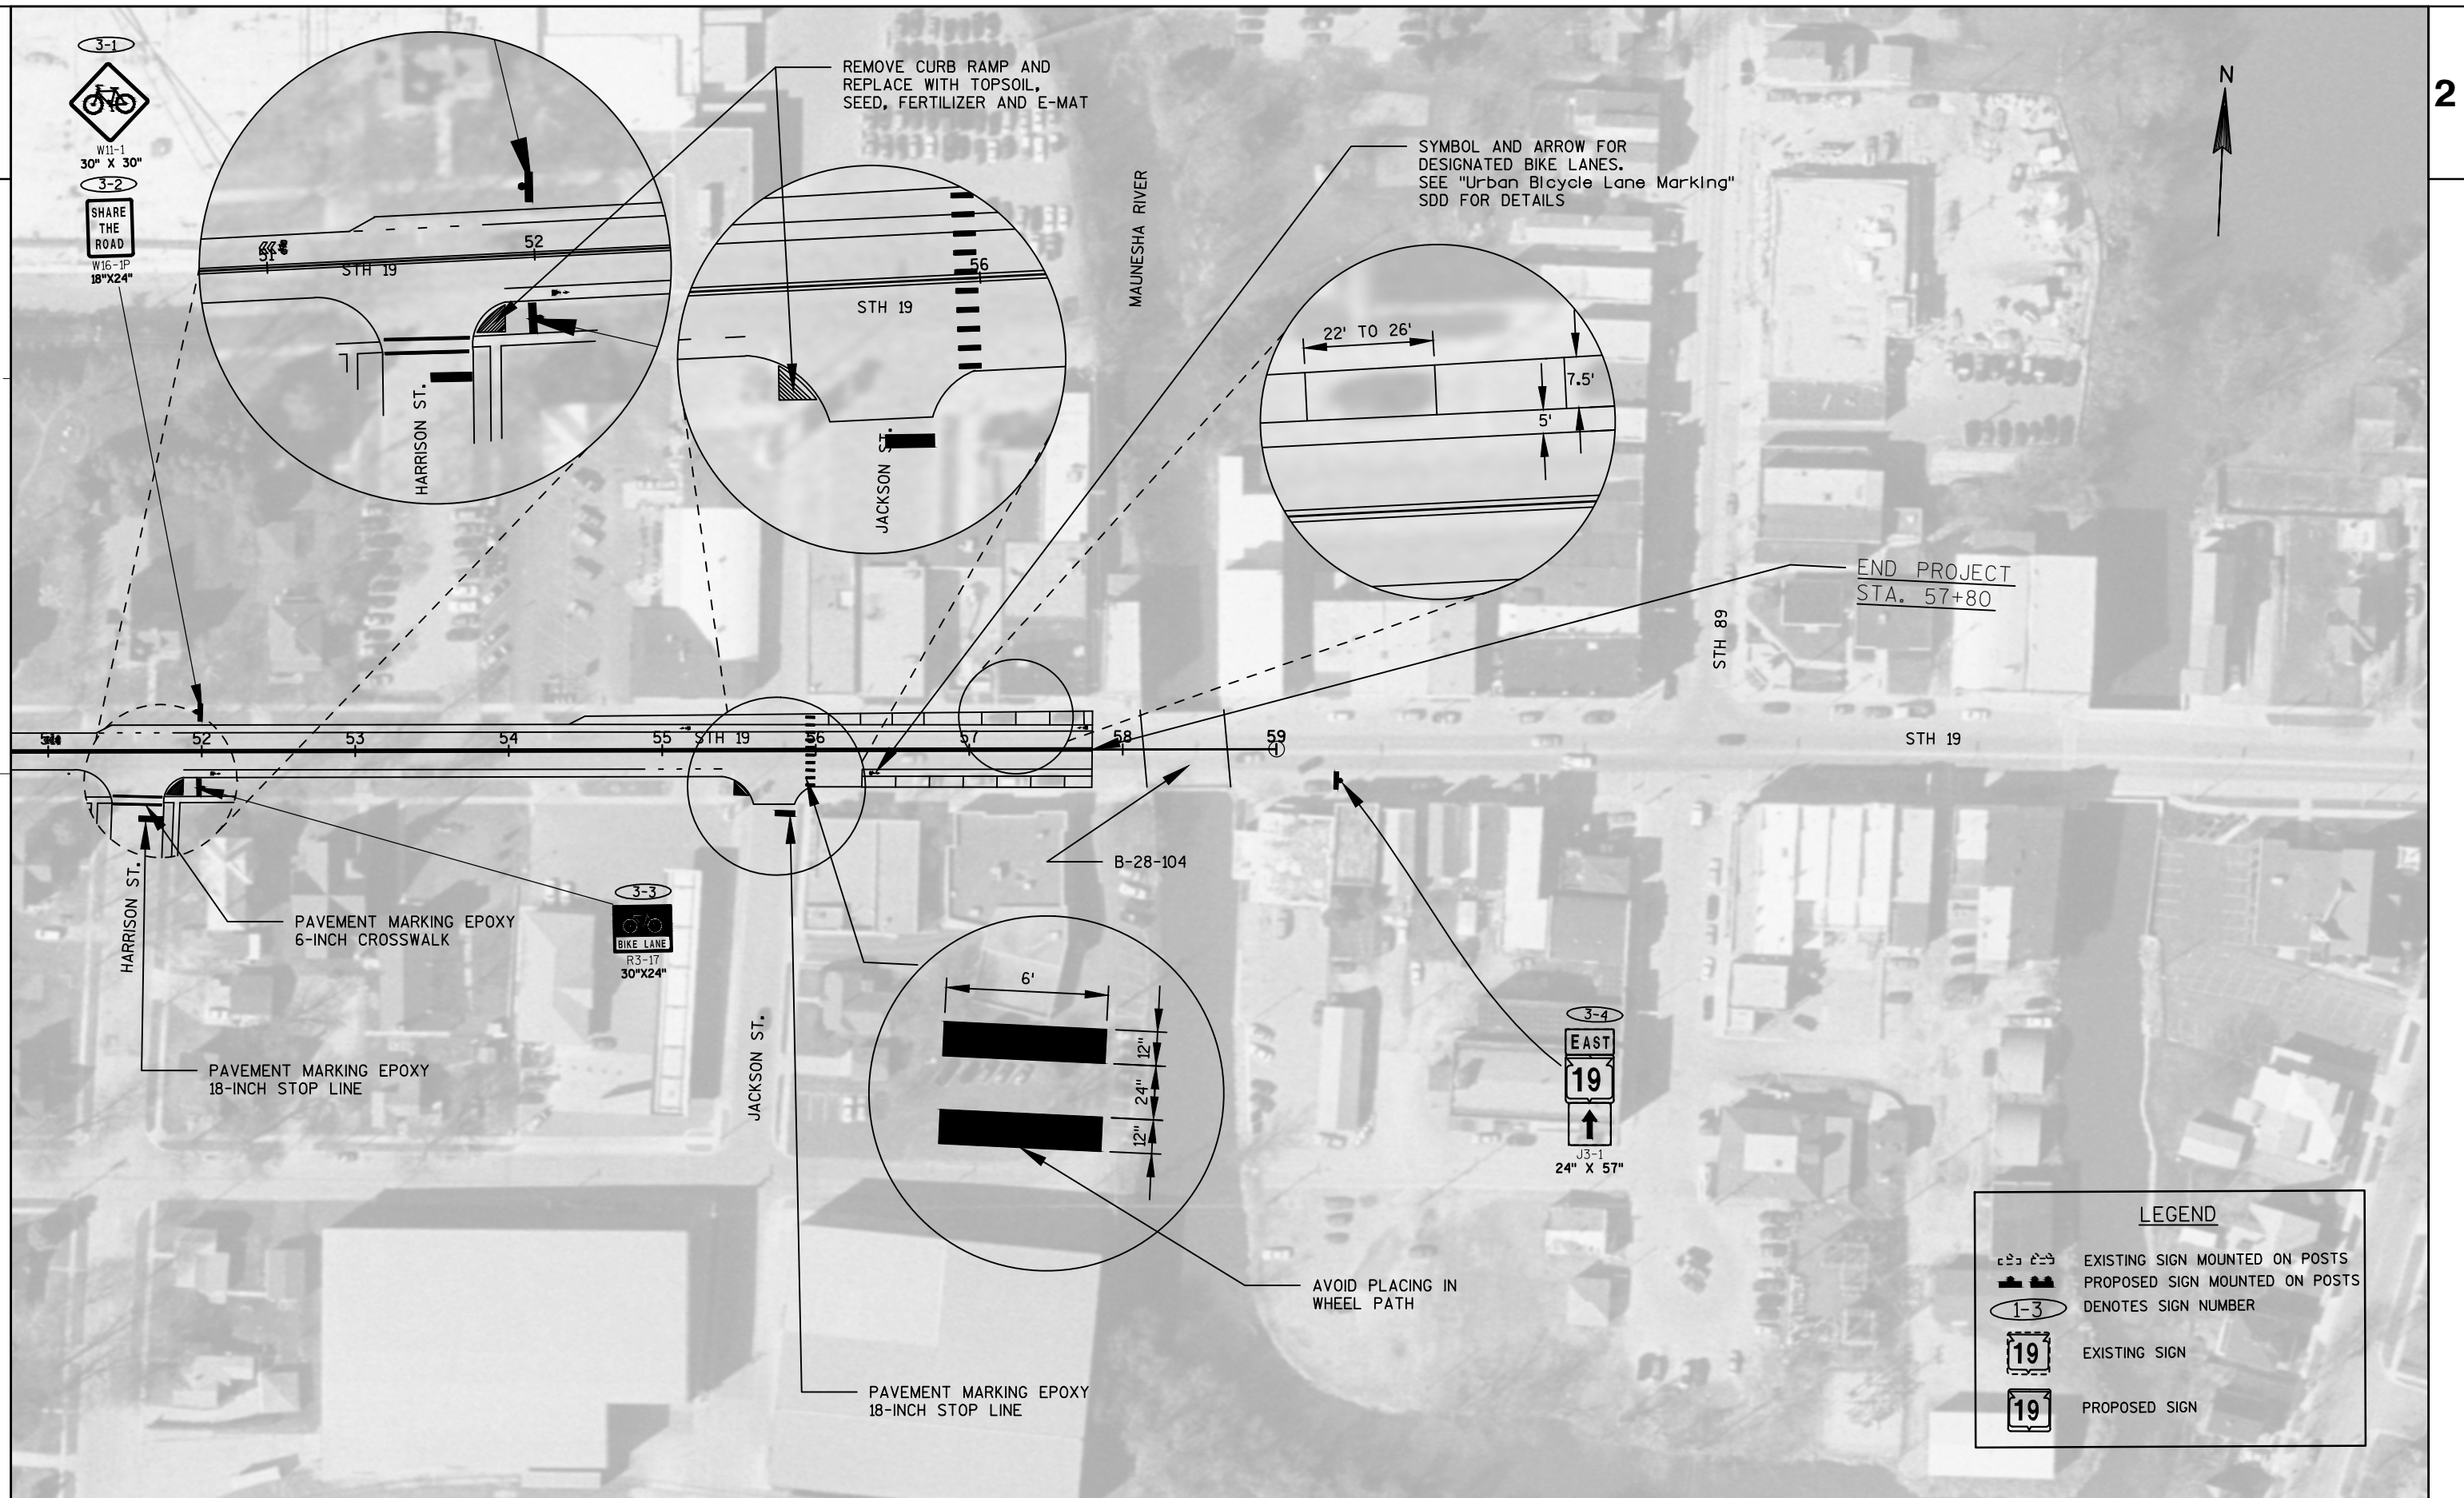 2
3-1
W11-1
30" X 30"
3-2
SHARE
THE
ROAD
W16-1P
18"X24"
REMOVE CURB RAMP AND
REPLACE WITH TOPSOIL,
SEED, FERTILIZER AND E-MAT
SYMBOL AND ARROW FOR
DESIGNATED BIKE LANES.
SEE "Urban Bicycle Lane Marking"
SDD FOR DETAILS
N
MAUNESHA RIVER
51
52
STH 19
HARRISON ST.
56
STH 19
JACKSON ST.
22' TO 26'
7.5'
5'
END PROJECT
STA. 57+80
STH 89
51
52
53
54
55
STH 19
56
57
58
59
STH 19
B-28-104
HARRISON ST.
PAVEMENT MARKING EPOXY
6-INCH CROSSWALK
3-3
BIKE LANE
R3-17
30"X24"
PAVEMENT MARKING EPOXY
18-INCH STOP LINE
JACKSON ST.
6'
12"
24"
12"
3-4
EAST
19
J3-1
24" X 57"
AVOID PLACING IN
WHEEL PATH
PAVEMENT MARKING EPOXY
18-INCH STOP LINE
LEGEND
EXISTING SIGN MOUNTED ON POSTS
PROPOSED SIGN MOUNTED ON POSTS
1-3 DENOTES SIGN NUMBER
19 EXISTING SIGN
19 PROPOSED SIGN